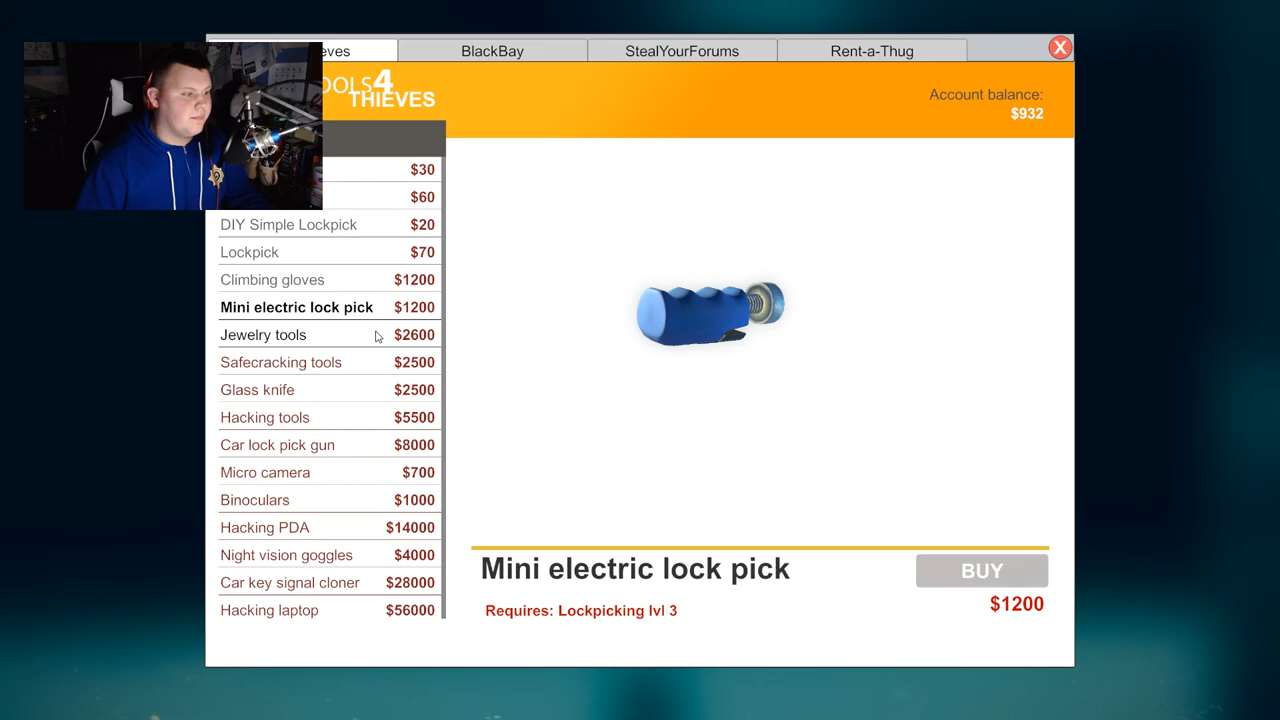 eves BlackBay StealYourForums Rent-a-Thug X
OOLS4
THIEVES
Account balance:
$932
$30
$60
DIY Simple Lockpick $20
Lockpick $70
Climbing gloves $1200
Mini electric lock pick $1200
Jewelry tools $2600
Safecracking tools $2500
Glass knife $2500
Hacking tools $5500
Car lock pick gun $8000
Micro camera $700
Binoculars $1000
Hacking PDA $14000
Night vision goggles $4000
Car key signal cloner $28000
Hacking laptop $56000
Mini electric lock pick
BUY
Requires: Lockpicking lvl 3
$1200